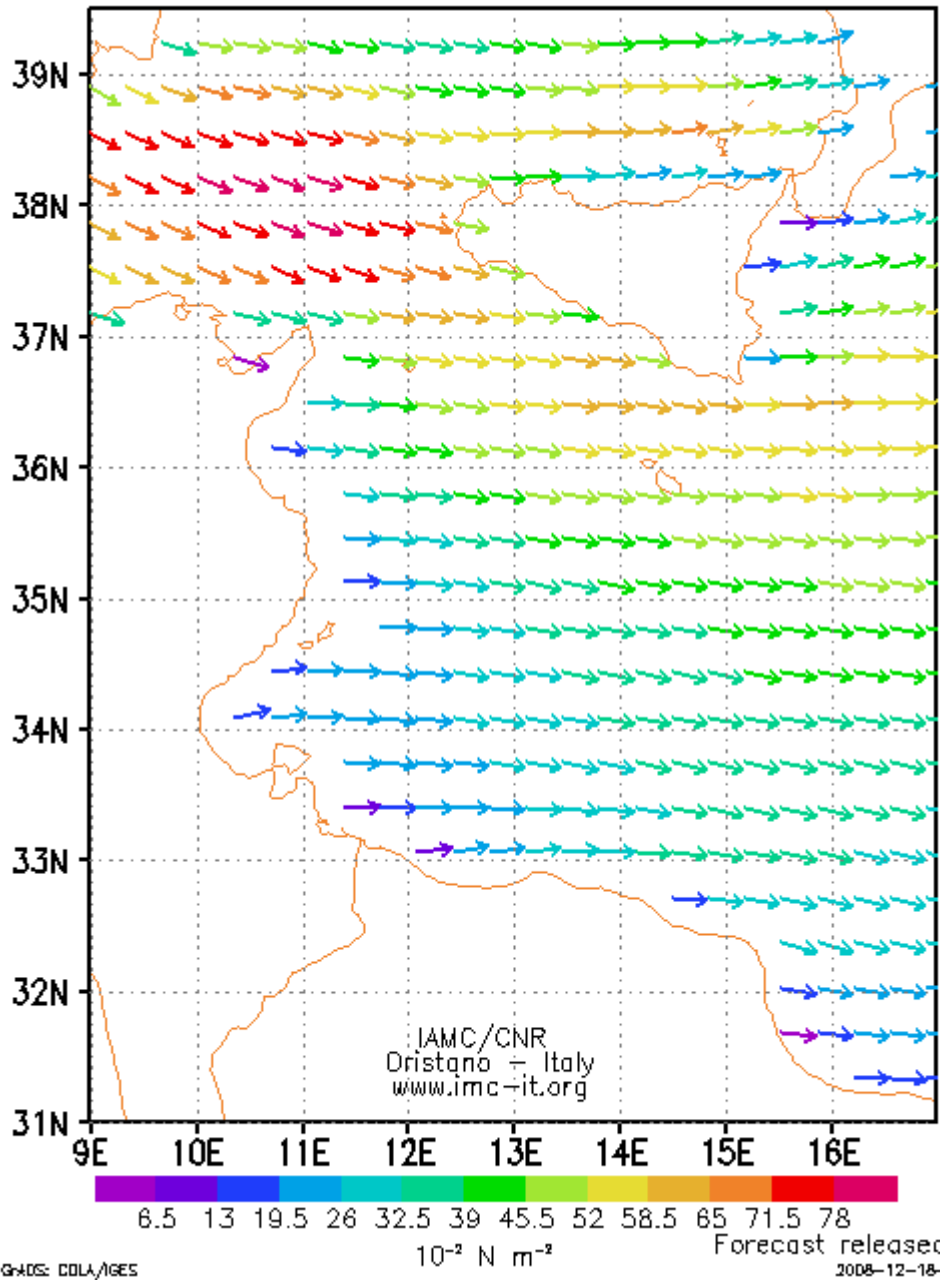 39N
38N
37N
36N
35N
34N
33N
32N
31N
IAMC/CNR
Oristano – Italy
www.imc-it.org
9E 10E 11E 12E 13E 14E 15E 16E
6.5 13 19.5 26 32.5 39 45.5 52 58.5 65 71.5 78
10⁻² N m⁻²
Forecast released
GrADS: COLA/IGES
2008-12-18-